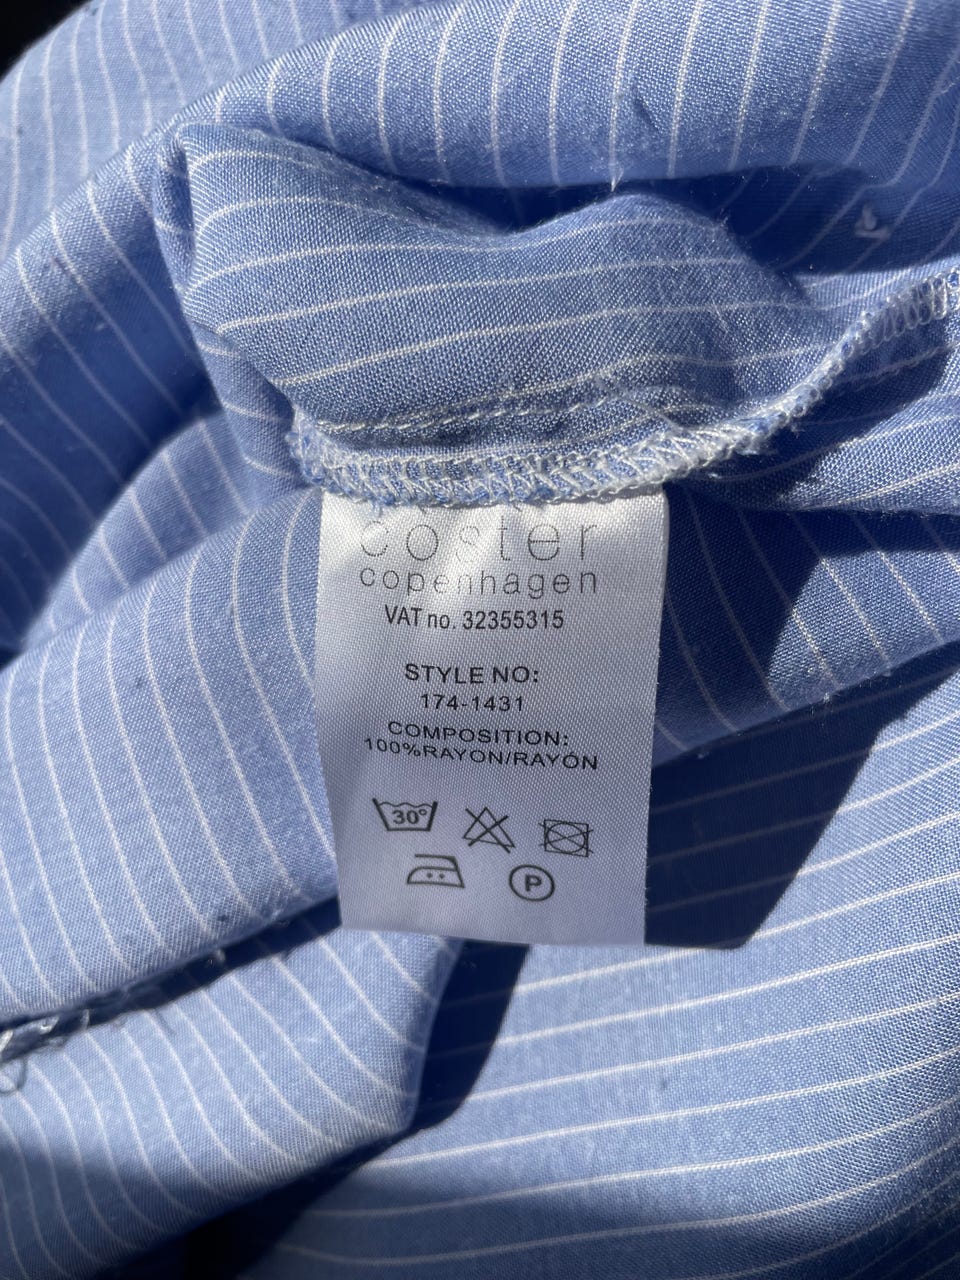 coster
copenhagen
VAT no. 32355315
STYLE NO:
174-1431
COMPOSITION:
100%RAYON/RAYÓN
30°
P